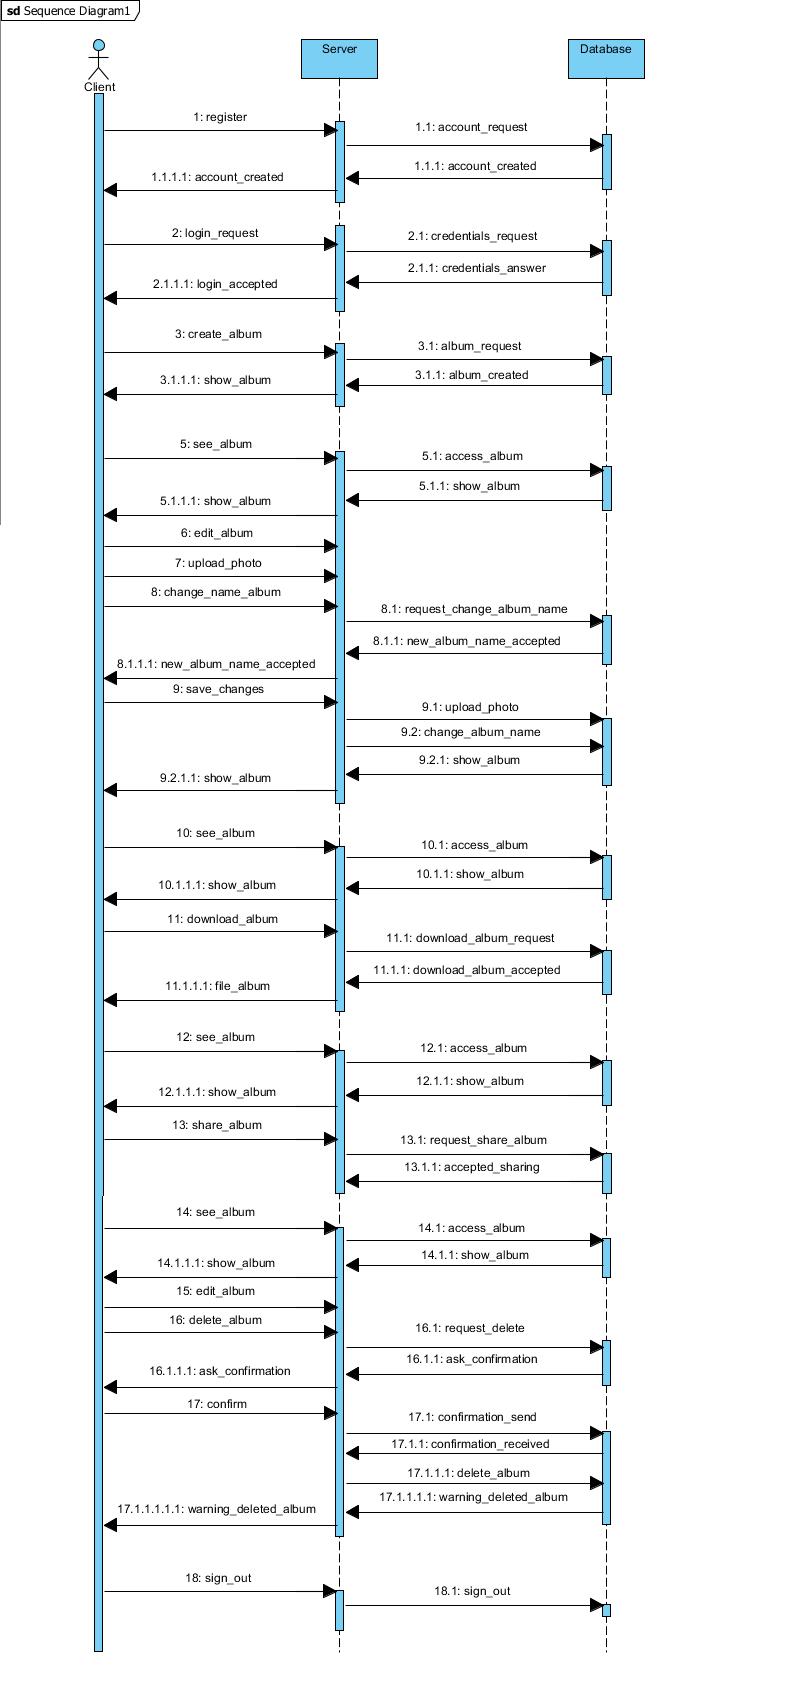 sd Sequence Diagram1
Server
Database
Client
1: register
1.1: account_request
1.1.1: account_created
1.1.1.1: account_created
2: login_request
2.1: credentials_request
2.1.1: credentials_answer
2.1.1.1: login_accepted
3: create_album
3.1: album_request
3.1.1: album_created
3.1.1.1: show_album
5: see_album
5.1: access_album
5.1.1: show_album
5.1.1.1: show_album
6: edit_album
7: upload_photo
8: change_name_album
8.1: request_change_album_name
8.1.1: new_album_name_accepted
8.1.1.1: new_album_name_accepted
9: save_changes
9.1: upload_photo
9.2: change_album_name
9.2.1: show_album
9.2.1.1: show_album
10: see_album
10.1: access_album
10.1.1: show_album
10.1.1.1: show_album
11: download_album
11.1: download_album_request
11.1.1: download_album_accepted
11.1.1.1: file_album
12: see_album
12.1: access_album
12.1.1: show_album
12.1.1.1: show_album
13: share_album
13.1: request_share_album
13.1.1: accepted_sharing
14: see_album
14.1: access_album
14.1.1: show_album
14.1.1.1: show_album
15: edit_album
16: delete_album
16.1: request_delete
16.1.1: ask_confirmation
16.1.1.1: ask_confirmation
17: confirm
17.1: confirmation_send
17.1.1: confirmation_received
17.1.1.1: delete_album
17.1.1.1.1: warning_deleted_album
17.1.1.1.1.1: warning_deleted_album
18: sign_out
18.1: sign_out